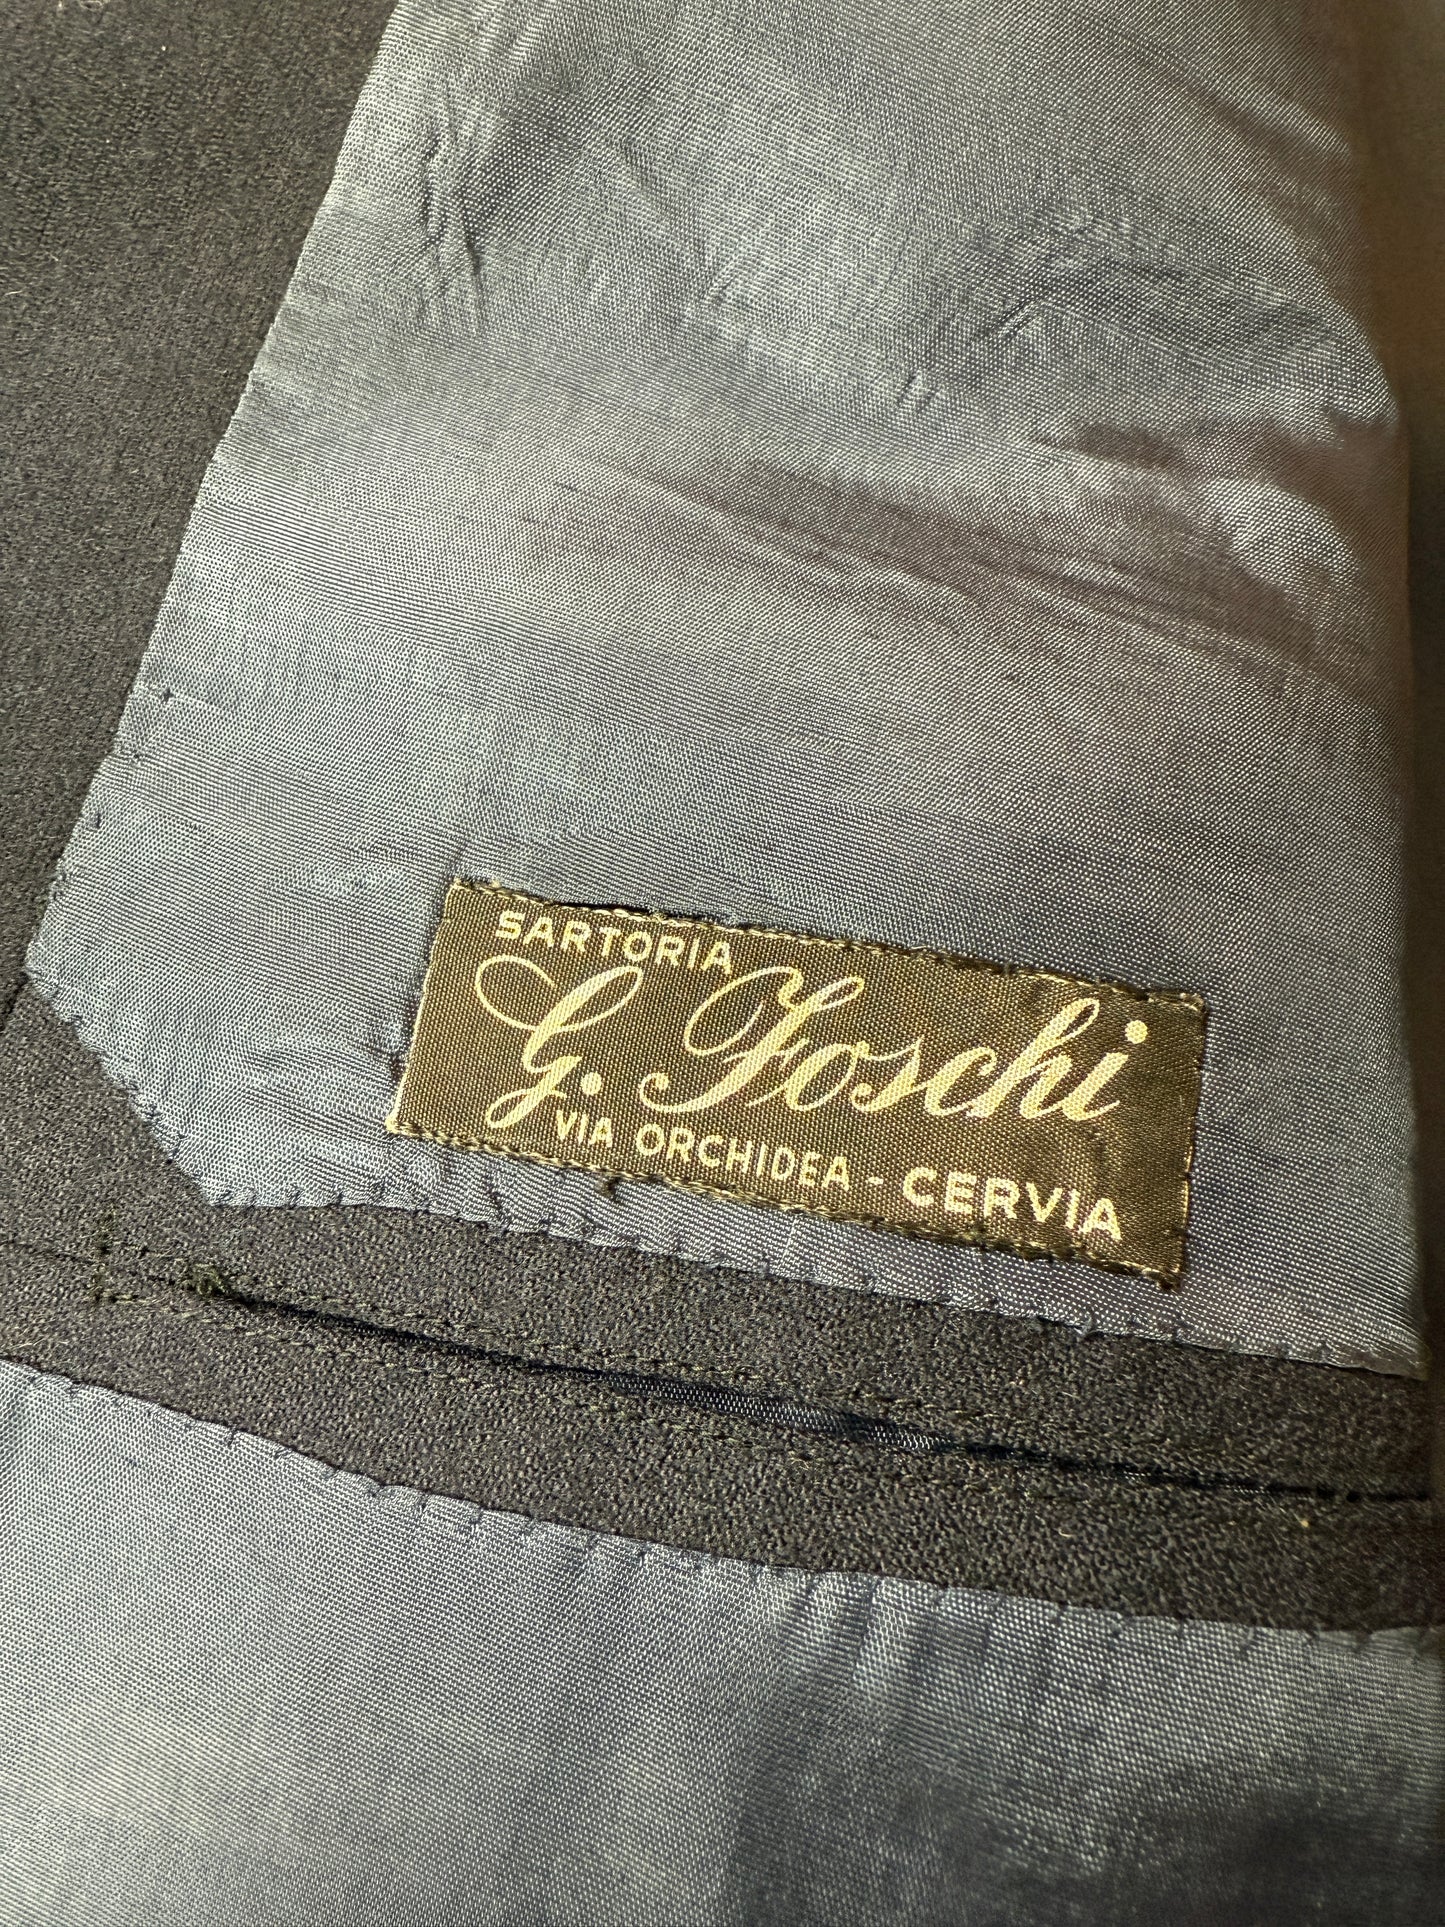 SARTORIA
G. Foschi
VIA ORCHIDEA - CERVIA